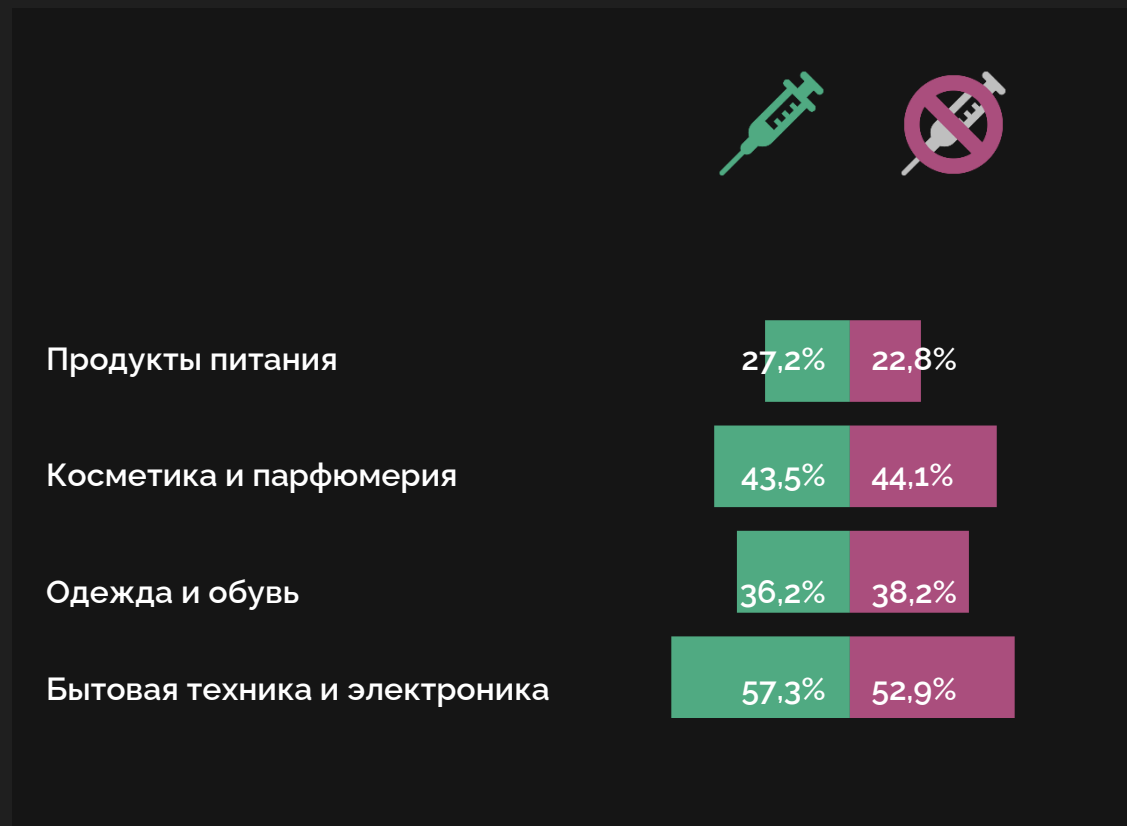 Продукты питания 27,2% 22,8%
Косметика и парфюмерия 43,5% 44,1%
Одежда и обувь 36,2% 38,2%
Бытовая техника и электроника 57,3% 52,9%